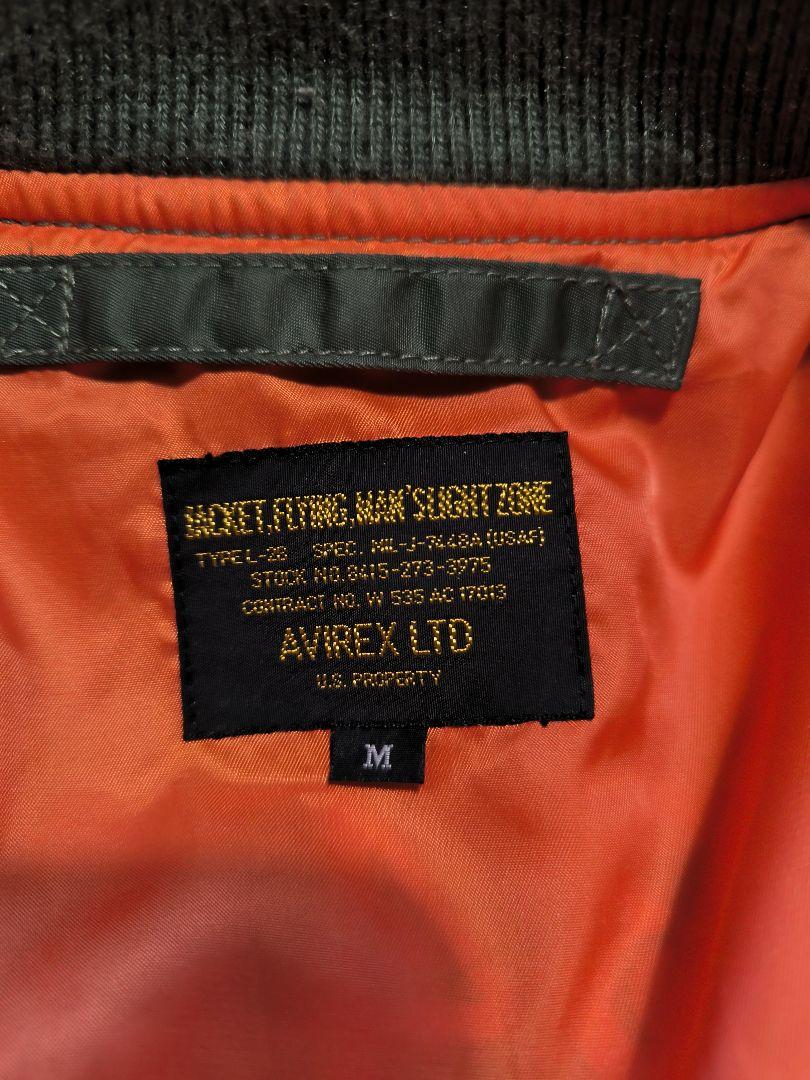 JACKET, FLYING, MAN'S LIGHT ZONE
TYPE L-2B SPEC. MIL-J-7448A (USAF)
STOCK NO. 8415-273-3975
CONTRACT NO. W 535 AC 17013
AVIREX LTD
U.S. PROPERTY
M